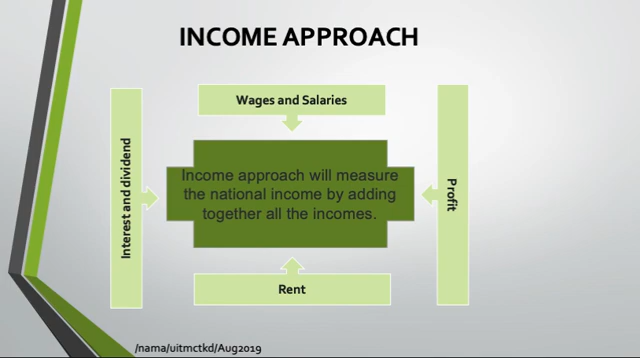 INCOME APPROACH
Wages and Salaries
Interest and dividend
Income approach will measure
the national income by adding
together all the incomes.
Profit
Rent
/nama/uitmctkd/Aug2019